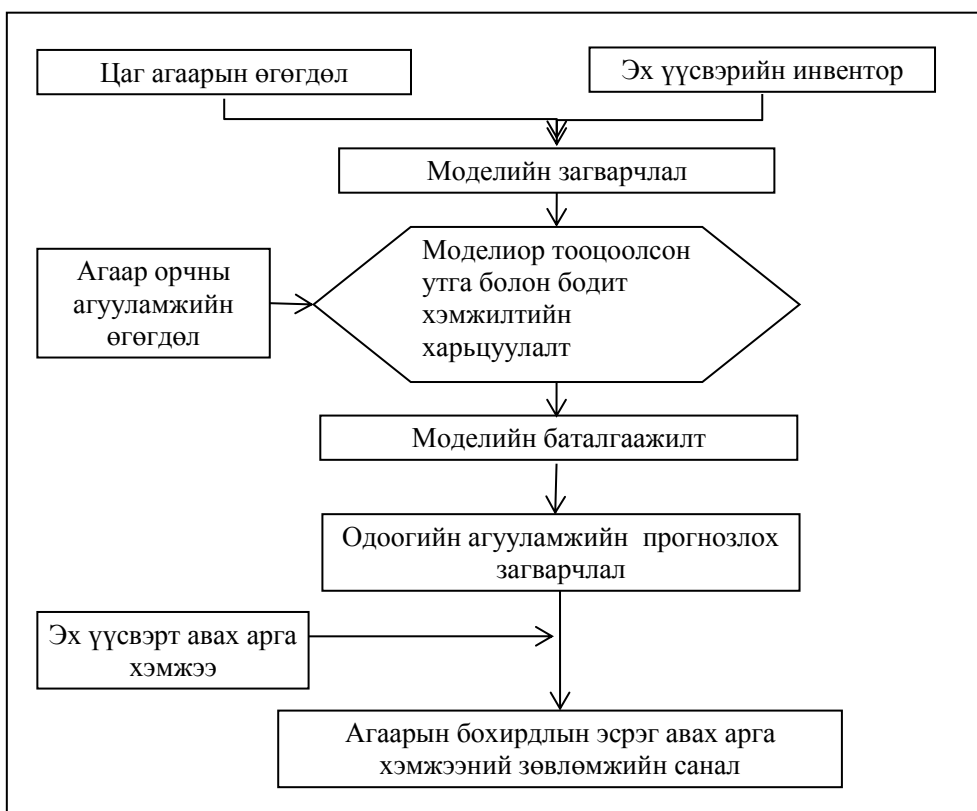 Цаг агаарын өгөгдөл
Эх үүсвэрийн инвентор
Моделийн загварчлал
Агаар орчны
агууламжийн
өгөгдөл
Моделиор тооцоолсон
утга болон бодит
хэмжилтийн
харьцуулалт
Моделийн баталгаажилт
Одоогийн агууламжийн прогнозлох
загварчлал
Эх үүсвэрт авах арга
хэмжээ
Агаарын бохирдлын эсрэг авах арга
хэмжээний зөвлөмжийн санал